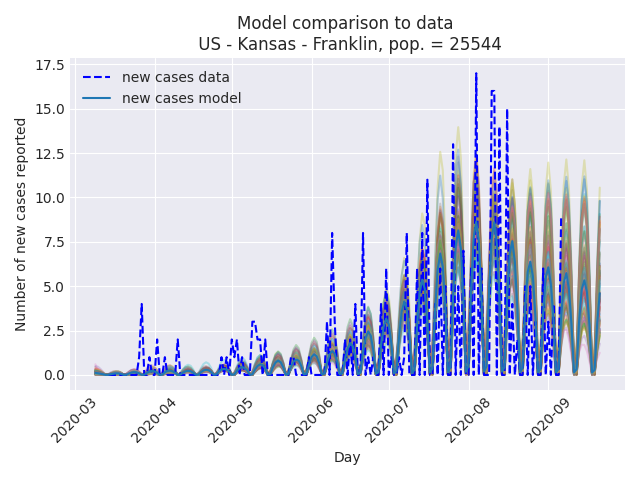 Model comparison to data
US - Kansas - Franklin, pop. = 25544
new cases data
new cases model
Number of new cases reported
17.5
15.0
12.5
10.0
7.5
5.0
2.5
0.0
2020-03
2020-04
2020-05
2020-06
2020-07
2020-08
2020-09
Day